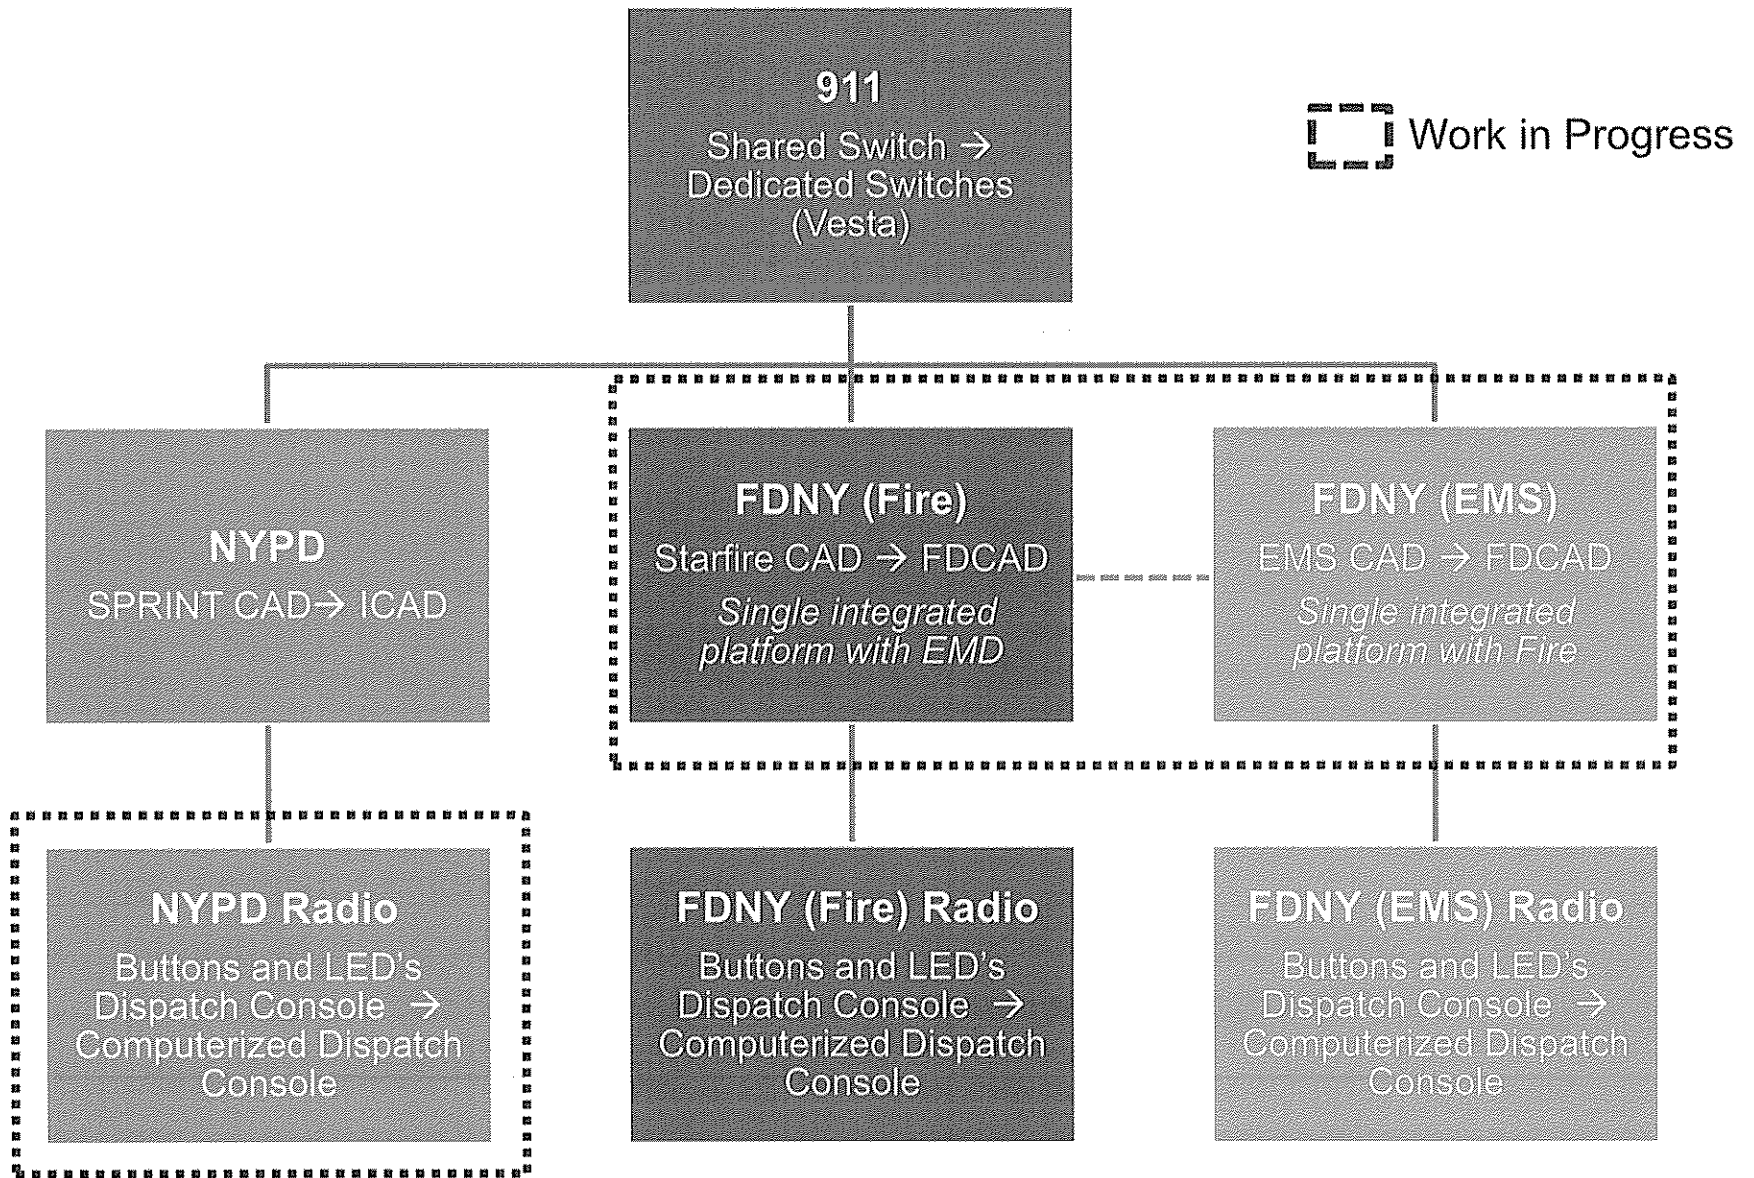 911
Shared Switch →
Dedicated Switches
(Vesta)
Work in Progress
NYPD
SPRINT CAD→ ICAD
FDNY (Fire)
Starfire CAD → FDCAD
Single integrated
platform with EMD
FDNY (EMS)
EMS CAD → FDCAD
Single integrated
platform with Fire
NYPD Radio
Buttons and LED's
Dispatch Console →
Computerized Dispatch
Console
FDNY (Fire) Radio
Buttons and LED's
Dispatch Console →
Computerized Dispatch
Console
FDNY (EMS) Radio
Buttons and LED's
Dispatch Console →
Computerized Dispatch
Console